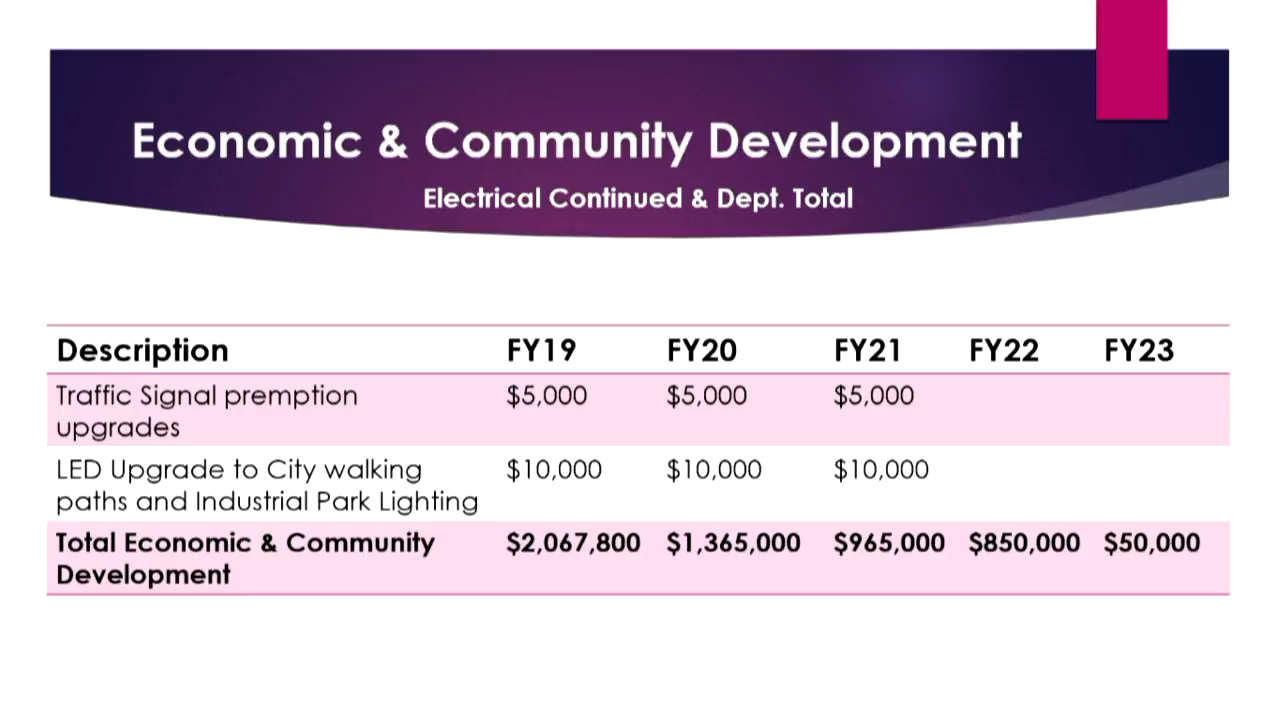 Economic & Community Development
Electrical Continued & Dept. Total
Description FY19 FY20 FY21 FY22 FY23
Traffic Signal premption $5,000 $5,000 $5,000
upgrades
LED Upgrade to City walking $10,000 $10,000 $10,000
paths and Industrial Park Lighting
Total Economic & Community $2,067,800 $1,365,000 $965,000 $850,000 $50,000
Development